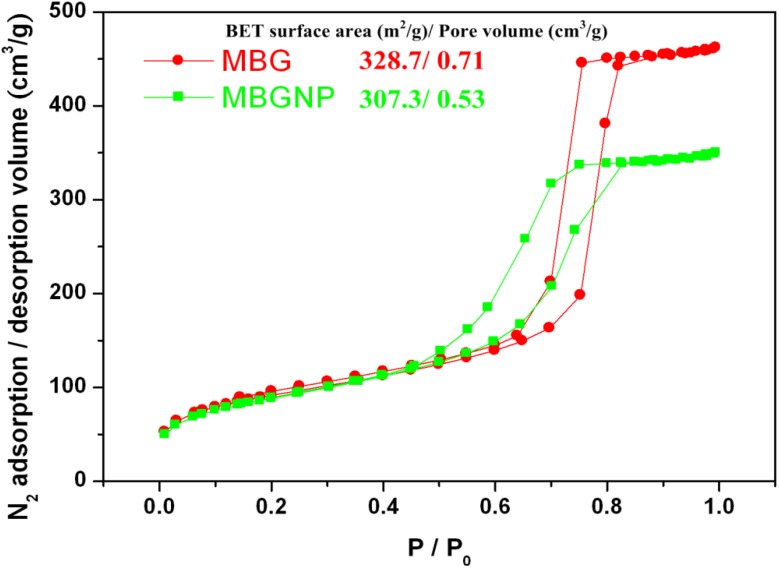 BET surface area (m²/g)/ Pore volume (cm³/g)
MBG 328.7/ 0.71
MBGNP 307.3/ 0.53
N₂ adsorption / desorption volume (cm³/g)
500
400
300
200
100
0
0.0 0.2 0.4 0.6 0.8 1.0
P / P₀